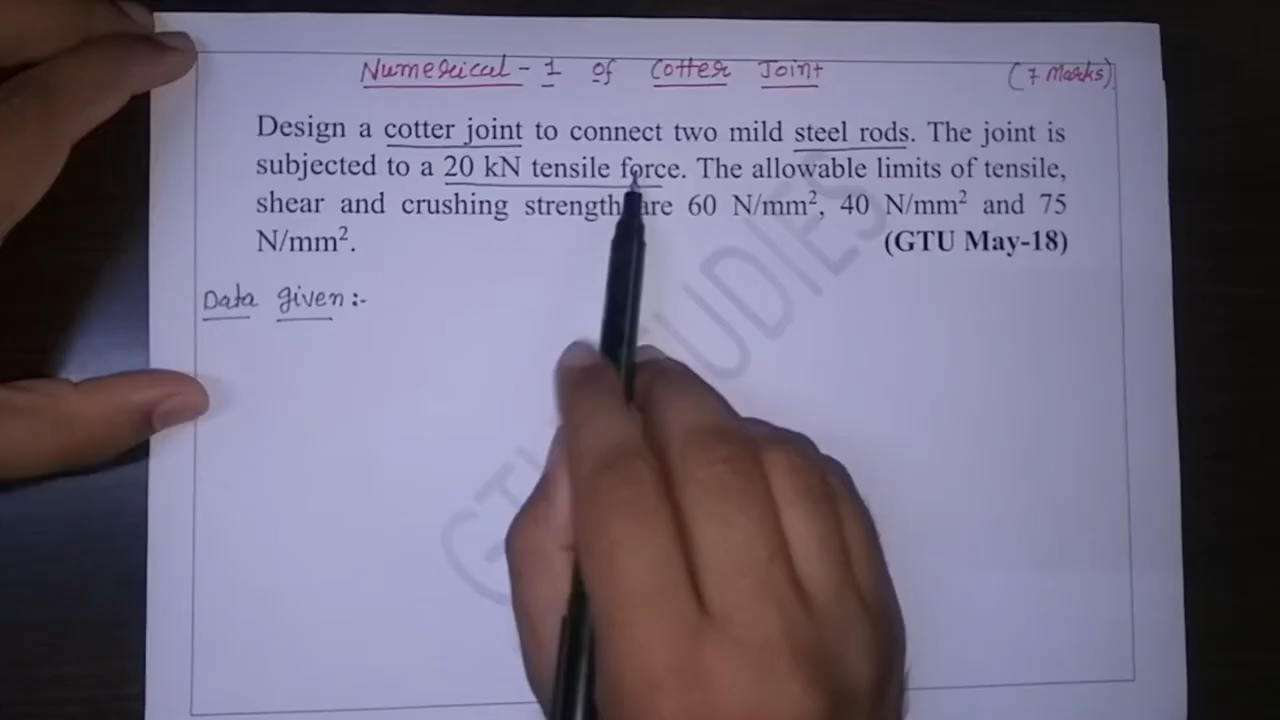 Numerical - 1 of Cotter Joint (7 Marks)
Design a cotter joint to connect two mild steel rods. The joint is
subjected to a 20 kN tensile force. The allowable limits of tensile,
shear and crushing strength are 60 N/mm², 40 N/mm² and 75
N/mm². (GTU May-18)
Data given:-